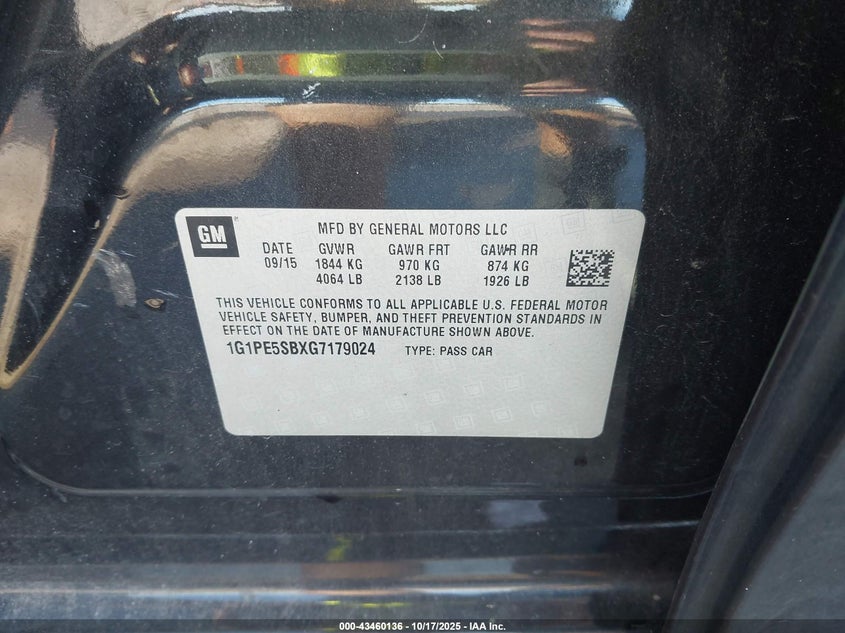 GM
MFD BY GENERAL MOTORS LLC
DATE GVWR GAWR FRT GAWR RR
09/15 1844 KG 970 KG 874 KG
4064 LB 2138 LB 1926 LB
THIS VEHICLE CONFORMS TO ALL APPLICABLE U.S. FEDERAL MOTOR
VEHICLE SAFETY, BUMPER, AND THEFT PREVENTION STANDARDS IN
EFFECT ON THE DATE OF MANUFACTURE SHOWN ABOVE.
1G1PE5SBXG7179024 TYPE: PASS CAR
000-43460136 - 10/17/2025 - IAA Inc.